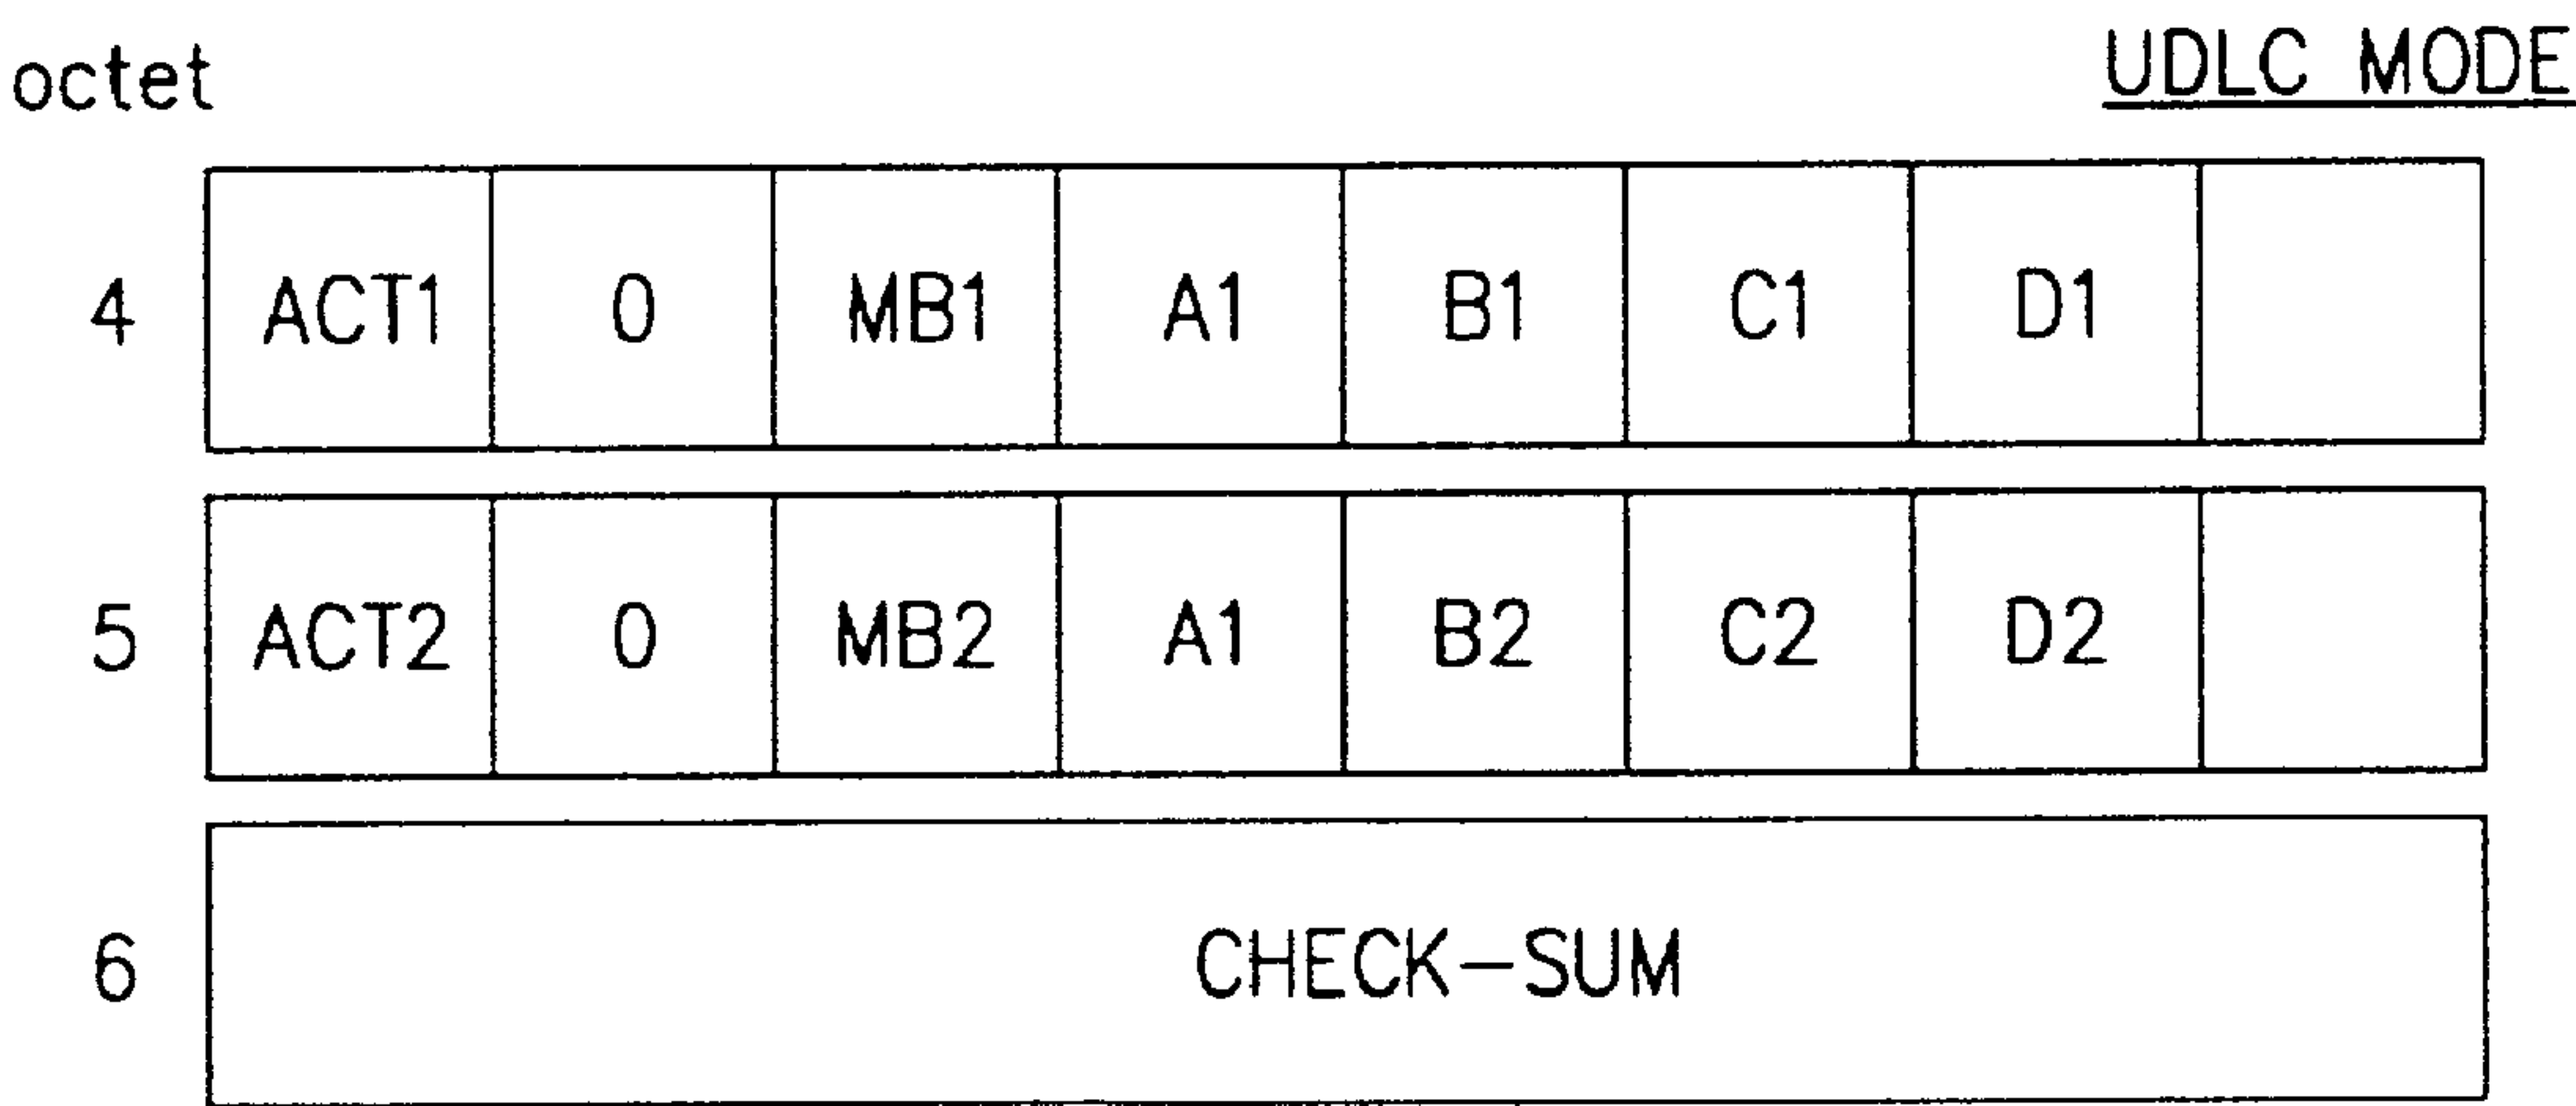 octet UDLC MODE
4 ACT1 0 MB1 A1 B1 C1 D1
5 ACT2 0 MB2 A1 B2 C2 D2
6 CHECK-SUM